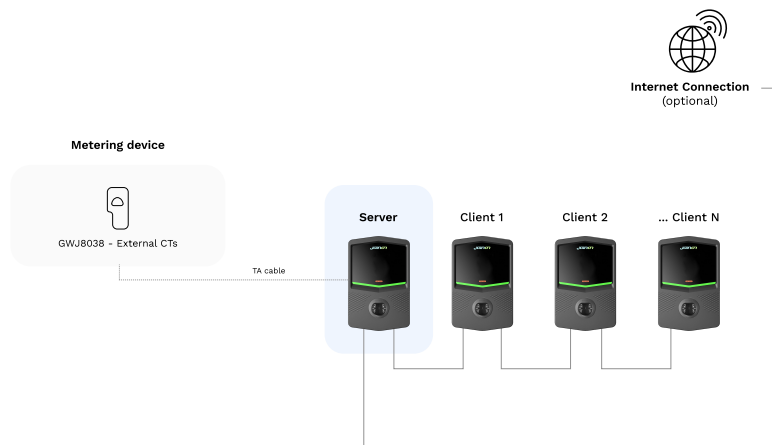 Internet Connection
(optional)
Metering device
GWJ8038 - External CTs
TA cable
Server
Client 1
Client 2
... Client N